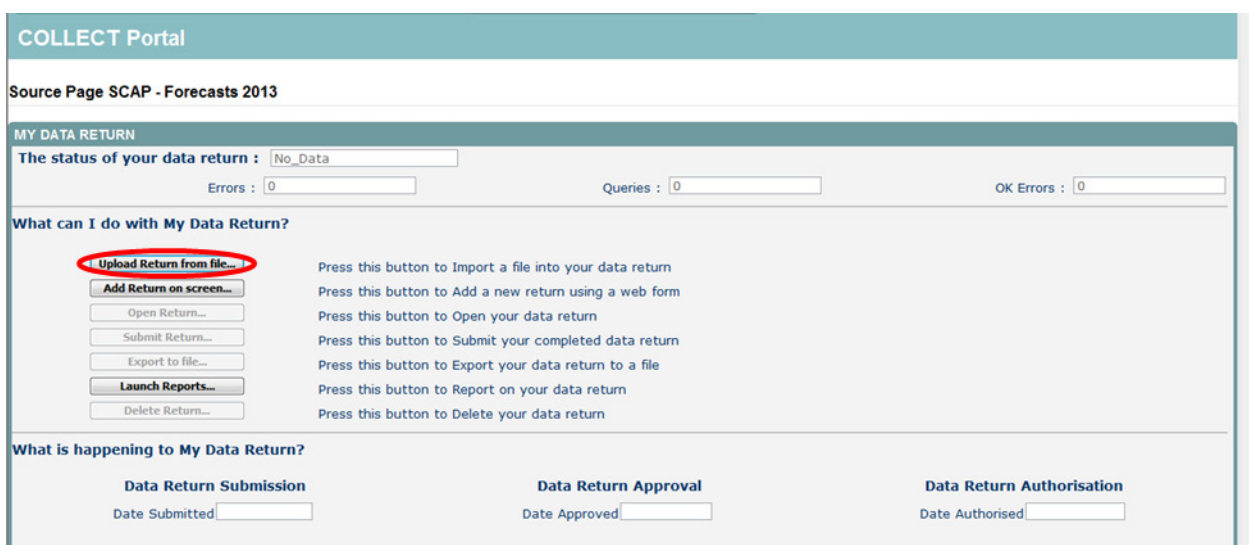 COLLECT Portal
Source Page SCAP - Forecasts 2013
MY DATA RETURN
The status of your data return : No_Data
Errors : 0 Queries : 0 OK Errors : 0
What can I do with My Data Return?
Upload Return from file... Press this button to Import a file into your data return
Add Return on screen... Press this button to Add a new return using a web form
Open Return... Press this button to Open your data return
Submit Return... Press this button to Submit your completed data return
Export to file... Press this button to Export your data return to a file
Launch Reports... Press this button to Report on your data return
Delete Return... Press this button to Delete your data return
What is happening to My Data Return?
Data Return Submission Data Return Approval Data Return Authorisation
Date Submitted Date Approved Date Authorised